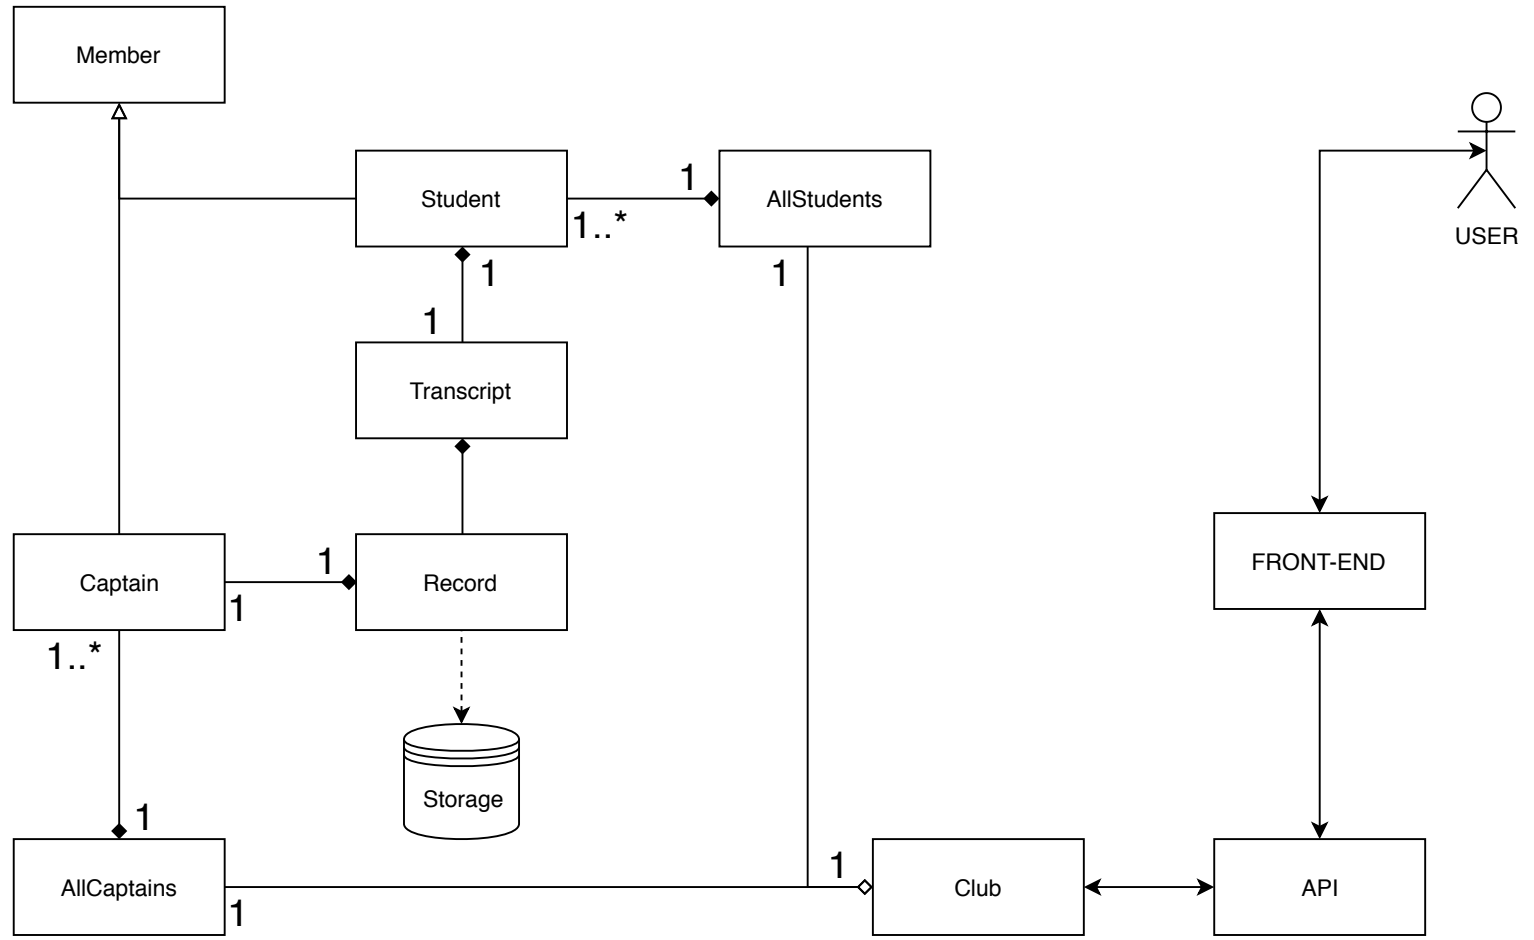 Member
Student
1
1..*
AllStudents
USER
1
1
1
Transcript
FRONT-END
Captain
1
1
Record
1..*
Storage
1
AllCaptains
1
1
Club
API